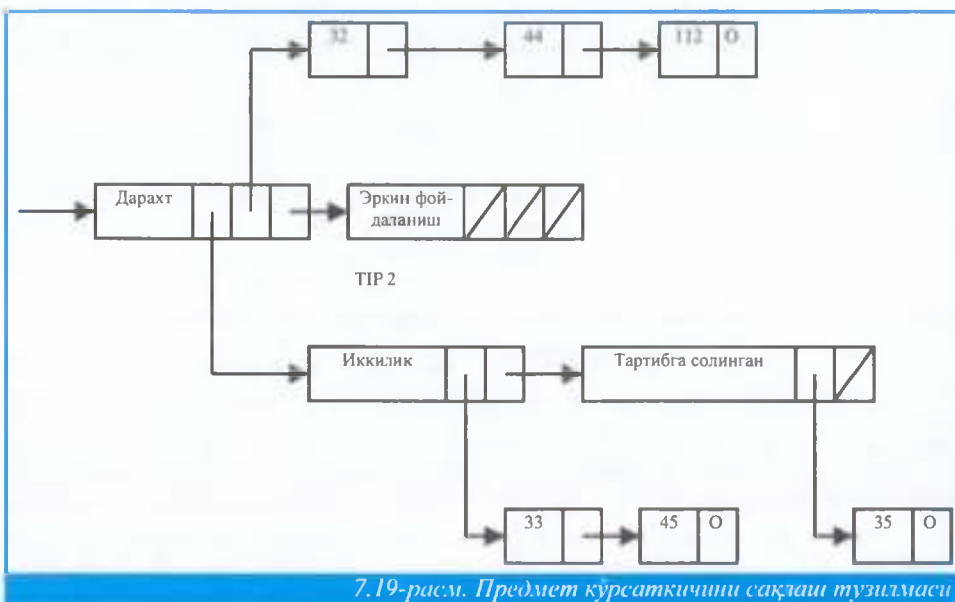 32 44 112 О
Дарахт Эркин фой-
даланиш
TIP 2
Иккилик Тартибга солинган
33 45 О 35 О
7.19-расм. Предмет кўрсаткичини сақлаш тузилмаси